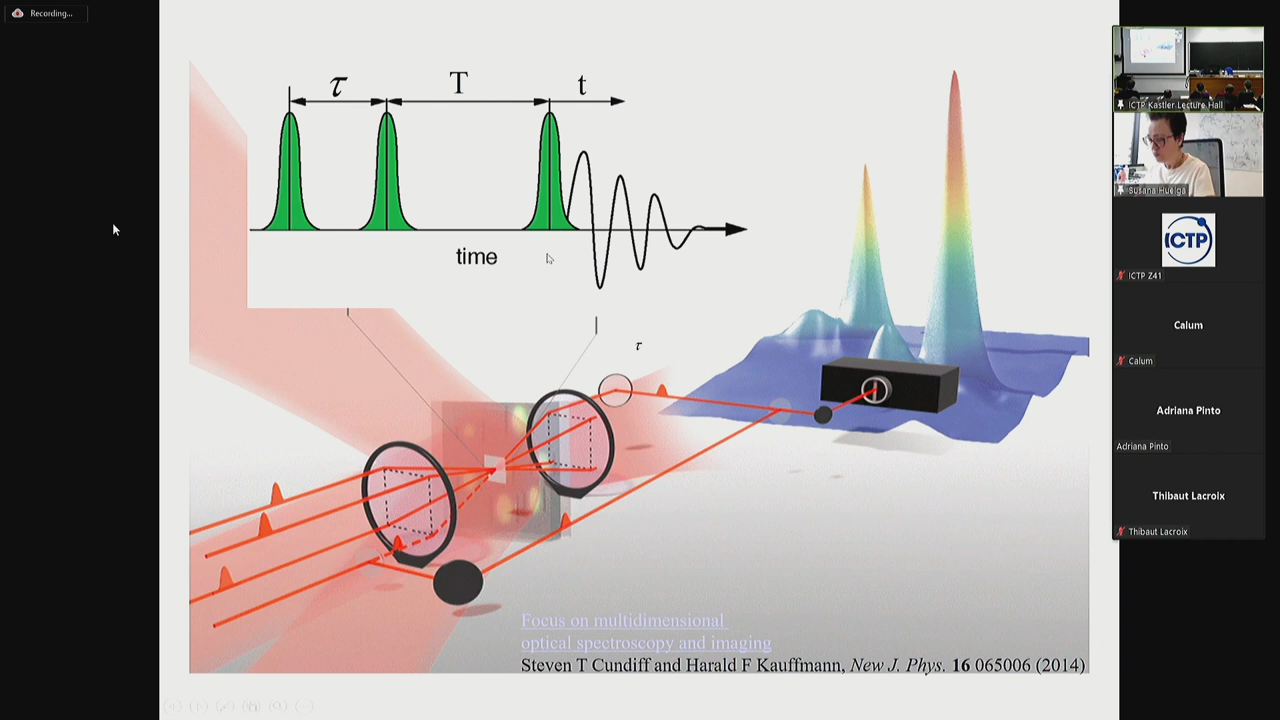 Recording...
τ
T
t
time
τ
Focus on multidimensional
optical spectroscopy and imaging
Steven T Cundiff and Harald F Kauffmann, New J. Phys. 16 065006 (2014)
ICTP Kastler Lecture Hall
Susana Huelga
ICTP
ICTP Z41
Calum
Calum
Adriana Pinto
Adriana Pinto
Thibaut Lacroix
Thibaut Lacroix